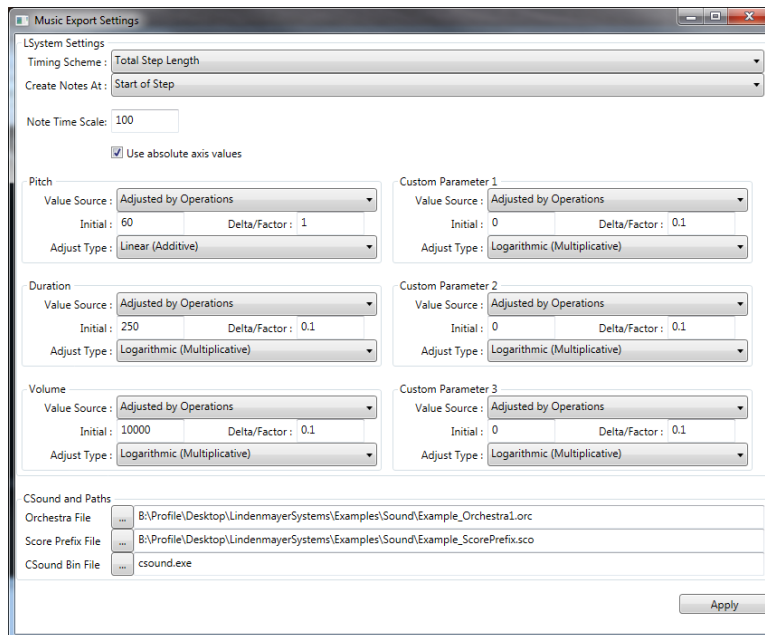 Music Export Settings
LSystem Settings
Timing Scheme : Total Step Length
Create Notes At : Start of Step
Note Time Scale: 100
Use absolute axis values
Pitch
Value Source : Adjusted by Operations
Initial : 60 Delta/Factor : 1
Adjust Type : Linear (Additive)
Custom Parameter 1
Value Source : Adjusted by Operations
Initial : 0 Delta/Factor : 0.1
Adjust Type : Logarithmic (Multiplicative)
Duration
Value Source : Adjusted by Operations
Initial : 250 Delta/Factor : 0.1
Adjust Type : Logarithmic (Multiplicative)
Custom Parameter 2
Value Source : Adjusted by Operations
Initial : 0 Delta/Factor : 0.1
Adjust Type : Logarithmic (Multiplicative)
Volume
Value Source : Adjusted by Operations
Initial : 10000 Delta/Factor : 0.1
Adjust Type : Logarithmic (Multiplicative)
Custom Parameter 3
Value Source : Adjusted by Operations
Initial : 0 Delta/Factor : 0.1
Adjust Type : Logarithmic (Multiplicative)
CSound and Paths
Orchestra File ... B:\Profile\Desktop\LindenmayerSystems\Examples\Sound\Example_Orchestra1.orc
Score Prefix File ... B:\Profile\Desktop\LindenmayerSystems\Examples\Sound\Example_ScorePrefix.sco
CSound Bin File ... csound.exe
Apply